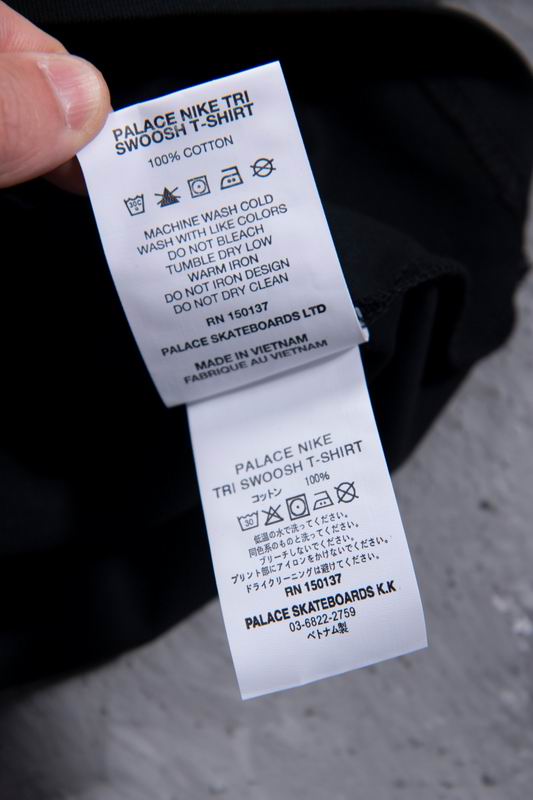 PALACE NIKE TRI
SWOOSH T-SHIRT
100% COTTON
30C
MACHINE WASH COLD
WASH WITH LIKE COLORS
DO NOT BLEACH
TUMBLE DRY LOW
WARM IRON
DO NOT IRON DESIGN
DO NOT DRY CLEAN
RN 150137
PALACE SKATEBOARDS LTD
MADE IN VIETNAM
FABRIQUE AU VIETNAM
PALACE NIKE
TRI SWOOSH T-SHIRT
コットン 100%
30
低温の水で洗ってください。
同色系のものと洗ってください。
ブリーチしないでください。
プリント部にアイロンをかけないでください。
ドライクリーニングは避けてください。
RN 150137
PALACE SKATEBOARDS K.K
03-6822-2759
ベトナム製